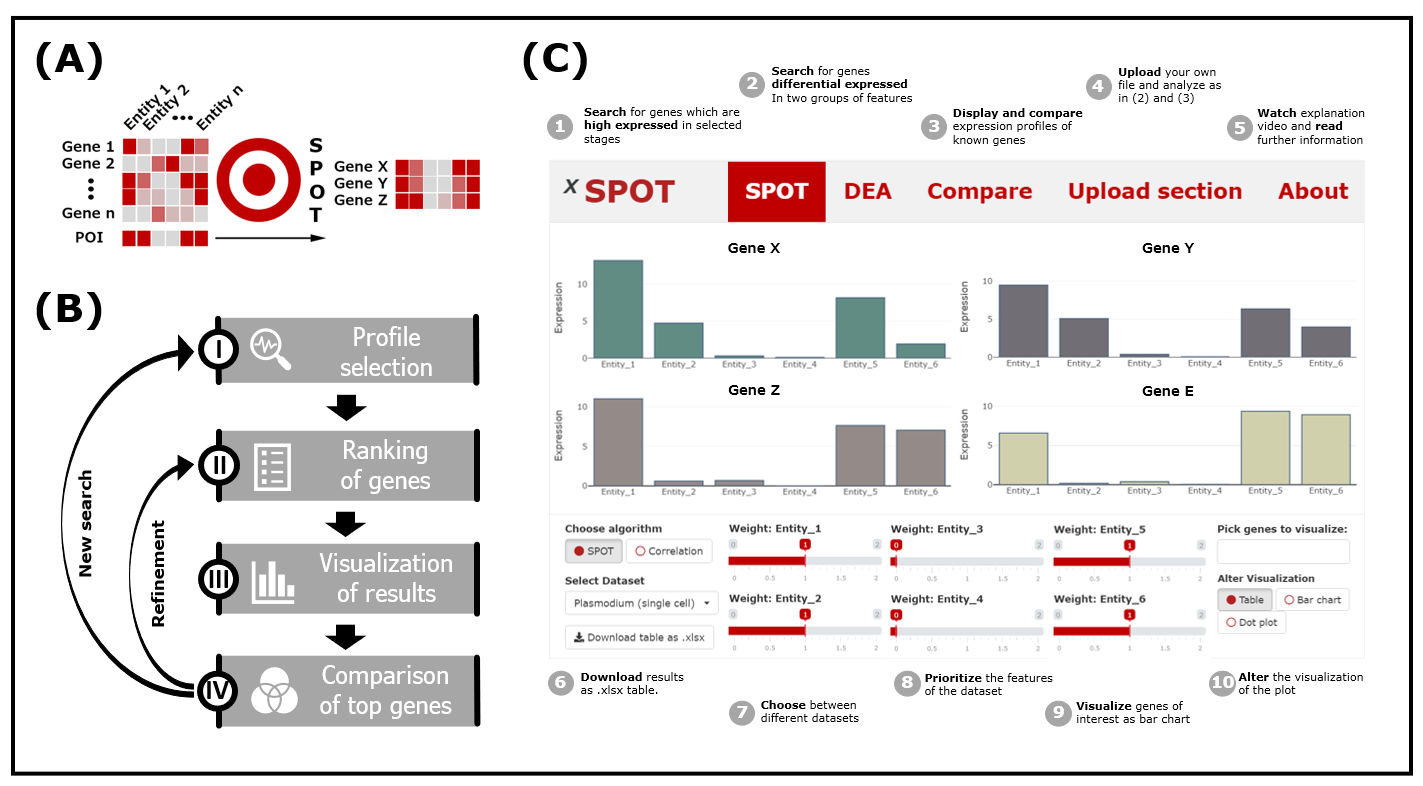 (A)
Entity 1
Entity 2
...
Entity n
Gene 1
Gene 2
Gene n
POI
S
P
O
T
Gene X
Gene Y
Gene Z
(B)
I
Profile
selection
II
Ranking
of genes
III
Visualization
of results
IV
Comparison
of top genes
New search
Refinement
(C)
1
Search for genes which are
high expressed in selected
stages
2
Search for genes
differential expressed
In two groups of features
3
Display and compare
expression profiles of
known genes
4
Upload your own
file and analyze as
in (2) and (3)
5
Watch explanation
video and read
further information
X SPOT
SPOT
DEA
Compare
Upload section
About
Gene X
Expression
10
5
0
Entity_1
Entity_2
Entity_3
Entity_4
Entity_5
Entity_6
Gene Y
Expression
10
5
0
Entity_1
Entity_2
Entity_3
Entity_4
Entity_5
Entity_6
Gene Z
Expression
10
5
0
Entity_1
Entity_2
Entity_3
Entity_4
Entity_5
Entity_6
Gene E
Expression
10
5
0
Entity_1
Entity_2
Entity_3
Entity_4
Entity_5
Entity_6
Choose algorithm
SPOT
Correlation
Select Dataset
Plasmodium (single cell)
Download table as .xlsx
Weight: Entity_1
0 1 2
0 0.5 1 1.5 2
Weight: Entity_2
0 1 2
0 0.5 1 1.5 2
Weight: Entity_3
0 2
0 0.5 1 1.5 2
Weight: Entity_4
0 2
0 0.5 1 1.5 2
Weight: Entity_5
0 1 2
0 0.5 1 1.5 2
Weight: Entity_6
0 1 2
0 0.5 1 1.5 2
Pick genes to visualize:
Alter Visualization
Table
Bar chart
Dot plot
6
Download results
as .xlsx table.
7
Choose between
different datasets
8
Prioritize the features
of the dataset
9
Visualize genes of
interest as bar chart
10
Alter the visualization
of the plot